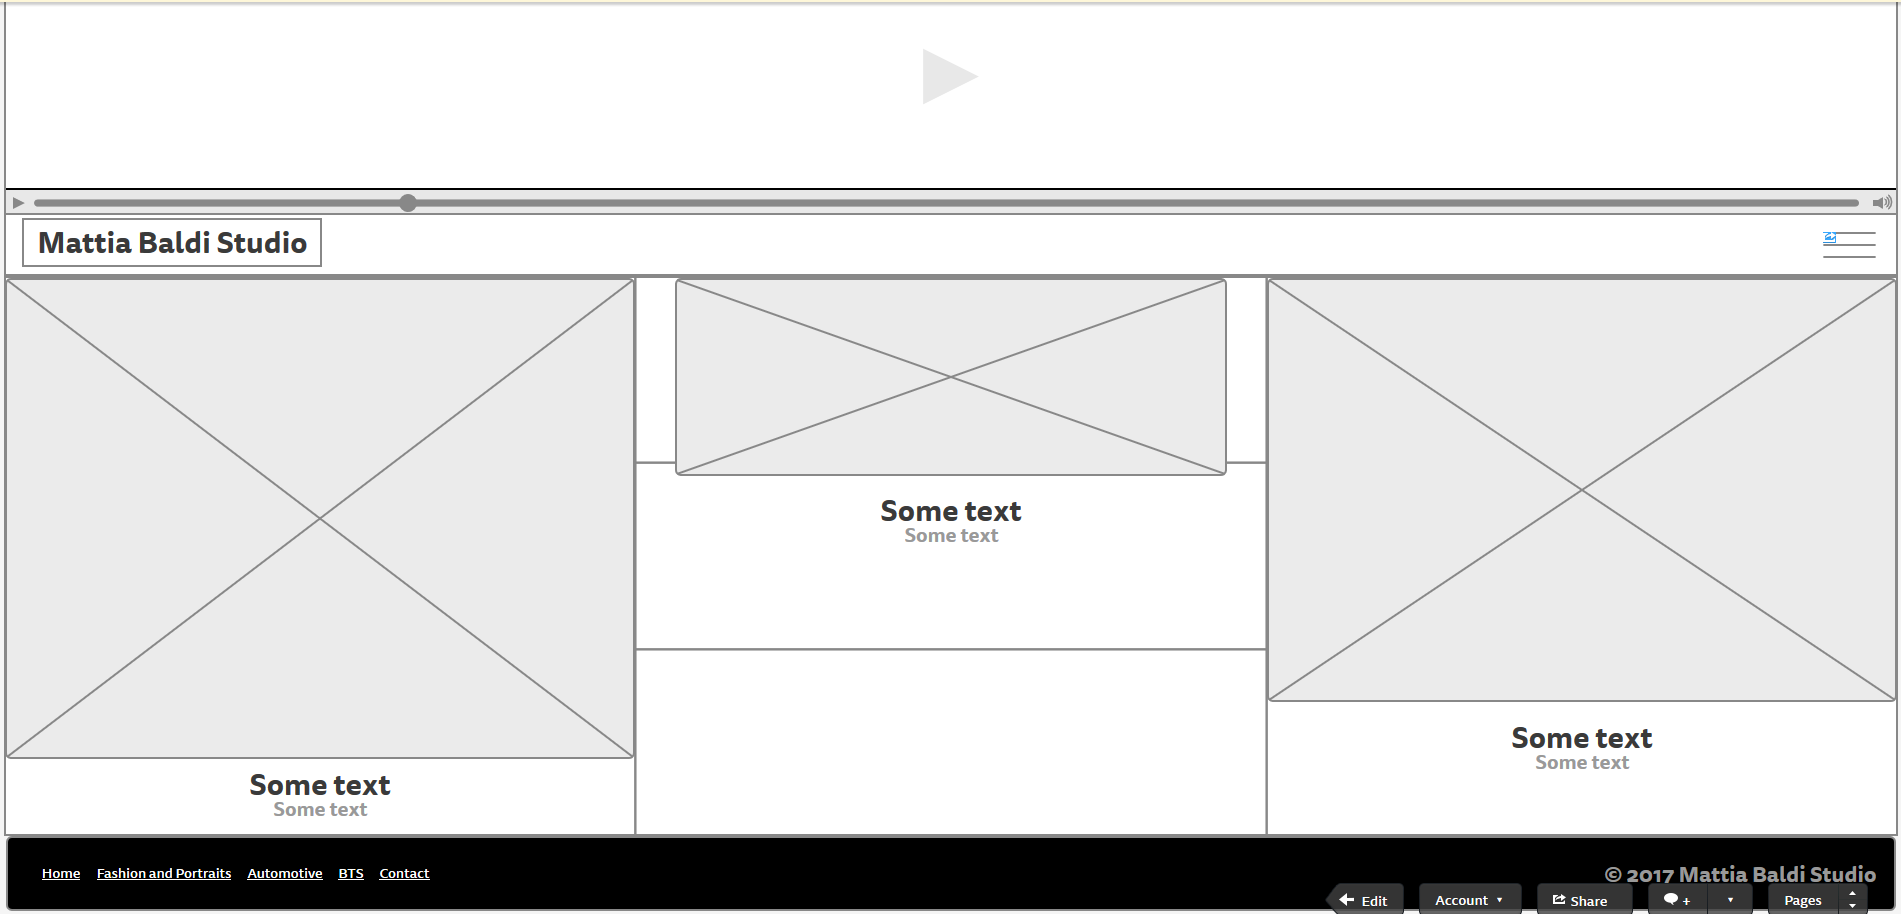 Mattia Baldi Studio
Some text
Some text
Some text
Some text
Some text
Some text
Home Fashion and Portraits Automotive BTS Contact
© 2017 Mattia Baldi Studio
Edit Account Share + Pages